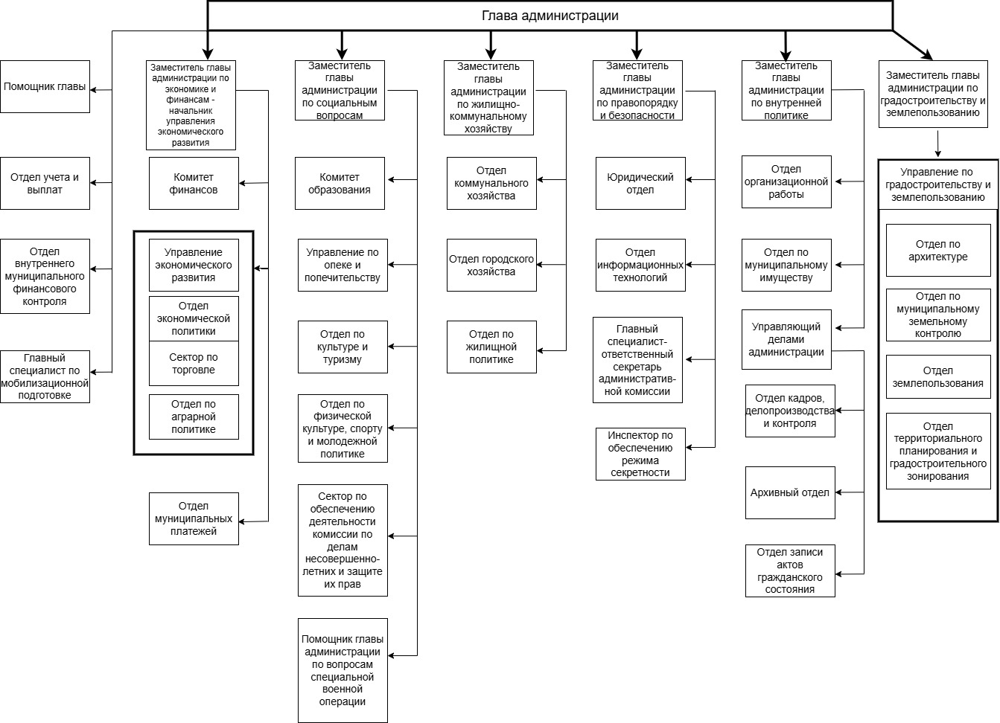 Глава администрации
Помощник главы
Отдел учета и
выплат
Отдел
внутреннего
муниципального
финансового
контроля
Главный
специалист по
мобилизационной
подготовке
Заместитель главы
администрации по
экономике и
финансам -
начальник
управления
экономического
развития
Комитет
финансов
Управление
экономического
развития
Отдел
экономической
политики
Сектор по
торговле
Отдел по
аграрной
политике
Отдел
муниципальных
платежей
Заместитель
главы
администрации
по социальным
вопросам
Комитет
образования
Управление по
опеке и
попечительству
Отдел по
культуре и
туризму
Отдел по
физической
культуре, спорту
и молодежной
политике
Сектор по
обеспечению
деятельности
комиссии по
делам
несовершенно-
летних и защите
их прав
Помощник главы
администрации
по вопросам
специальной
военной
операции
Заместитель
главы
администрации
по жилищно-
коммунальному
хозяйству
Отдел
коммунального
хозяйства
Отдел городского
хозяйства
Отдел по
жилищной
политике
Заместитель
главы
администрации
по правопорядку
и безопасности
Юридический
отдел
Отдел
информационных
технологий
Главный
специалист-
ответственный
секретарь
административ-
ной комиссии
Инспектор по
обеспечению
режима
секретности
Заместитель
главы
администрации
по внутренней
политике
Отдел
организационной
работы
Отдел по
муниципальному
имуществу
Управляющий
делами
администрации
Отдел кадров,
делопроизводства
и контроля
Архивный отдел
Отдел записи
актов
гражданского
состояния
Заместитель главы
администрации по
градостроительству и
землепользованию
Управление по
градостроительству и
землепользованию
Отдел по
архитектуре
Отдел по
муниципальному
земельному
контролю
Отдел
землепользования
Отдел
территориального
планирования и
градостроительного
зонирования